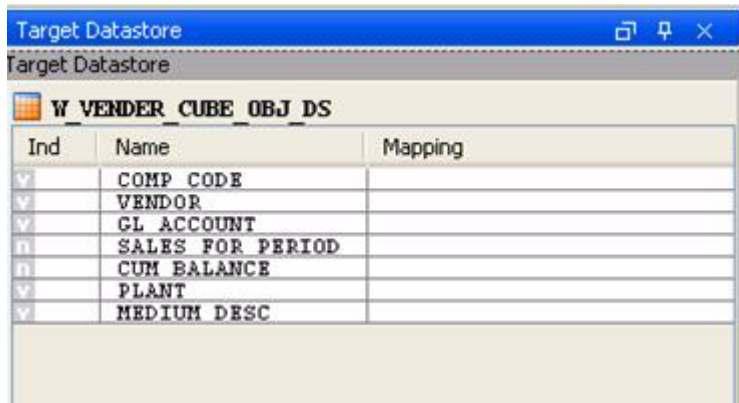 Target Datastore
Target Datastore
W_VENDER_CUBE_OBJ_DS
Ind Name Mapping
v COMP_CODE
v VENDOR
v GL_ACCOUNT
n SALES_FOR_PERIOD
n CUM_BALANCE
v PLANT
v MEDIUM_DESC